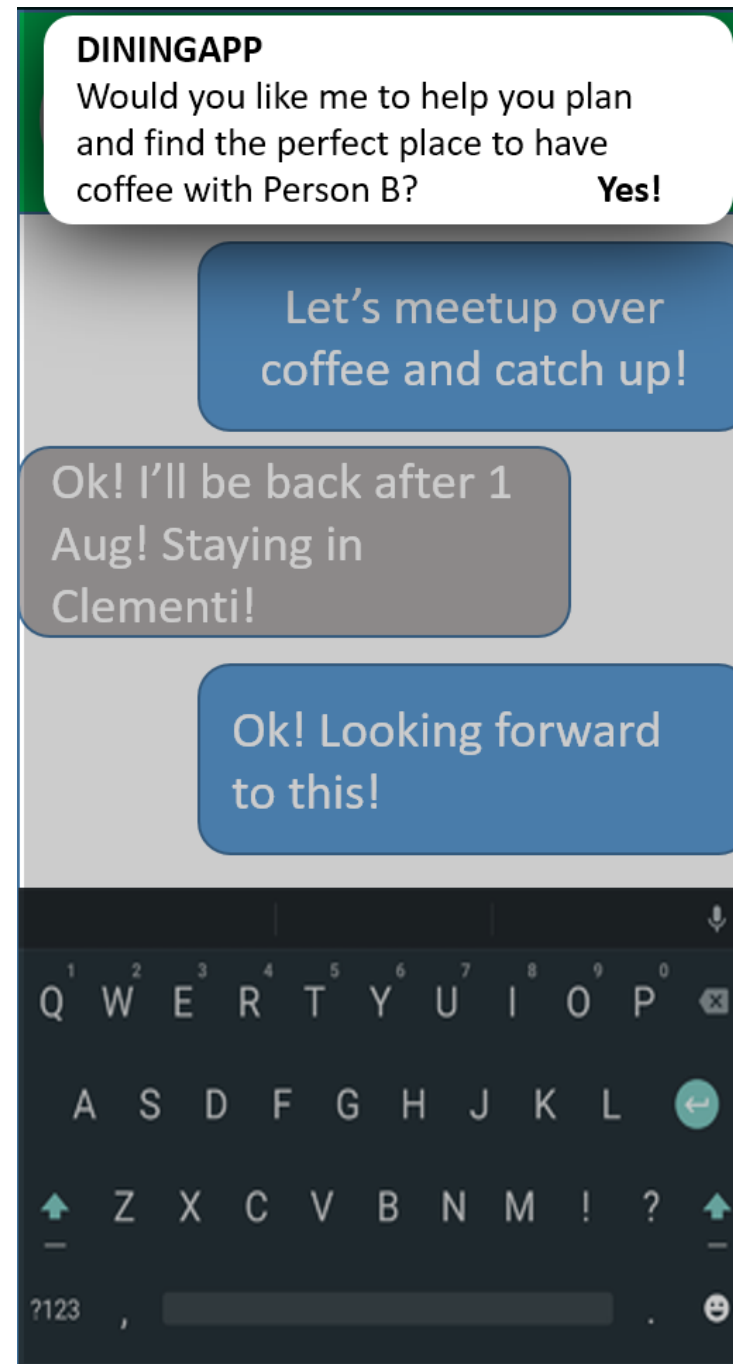 DININGAPP
Would you like me to help you plan
and find the perfect place to have
coffee with Person B? Yes!
Let’s meetup over
coffee and catch up!
Ok! I’ll be back after 1
Aug! Staying in
Clementi!
Ok! Looking forward
to this!
1 2 3 4 5 6 7 8 9 0
Q W E R T Y U I O P
A S D F G H J K L
Z X C V B N M ! ?
?123 , .